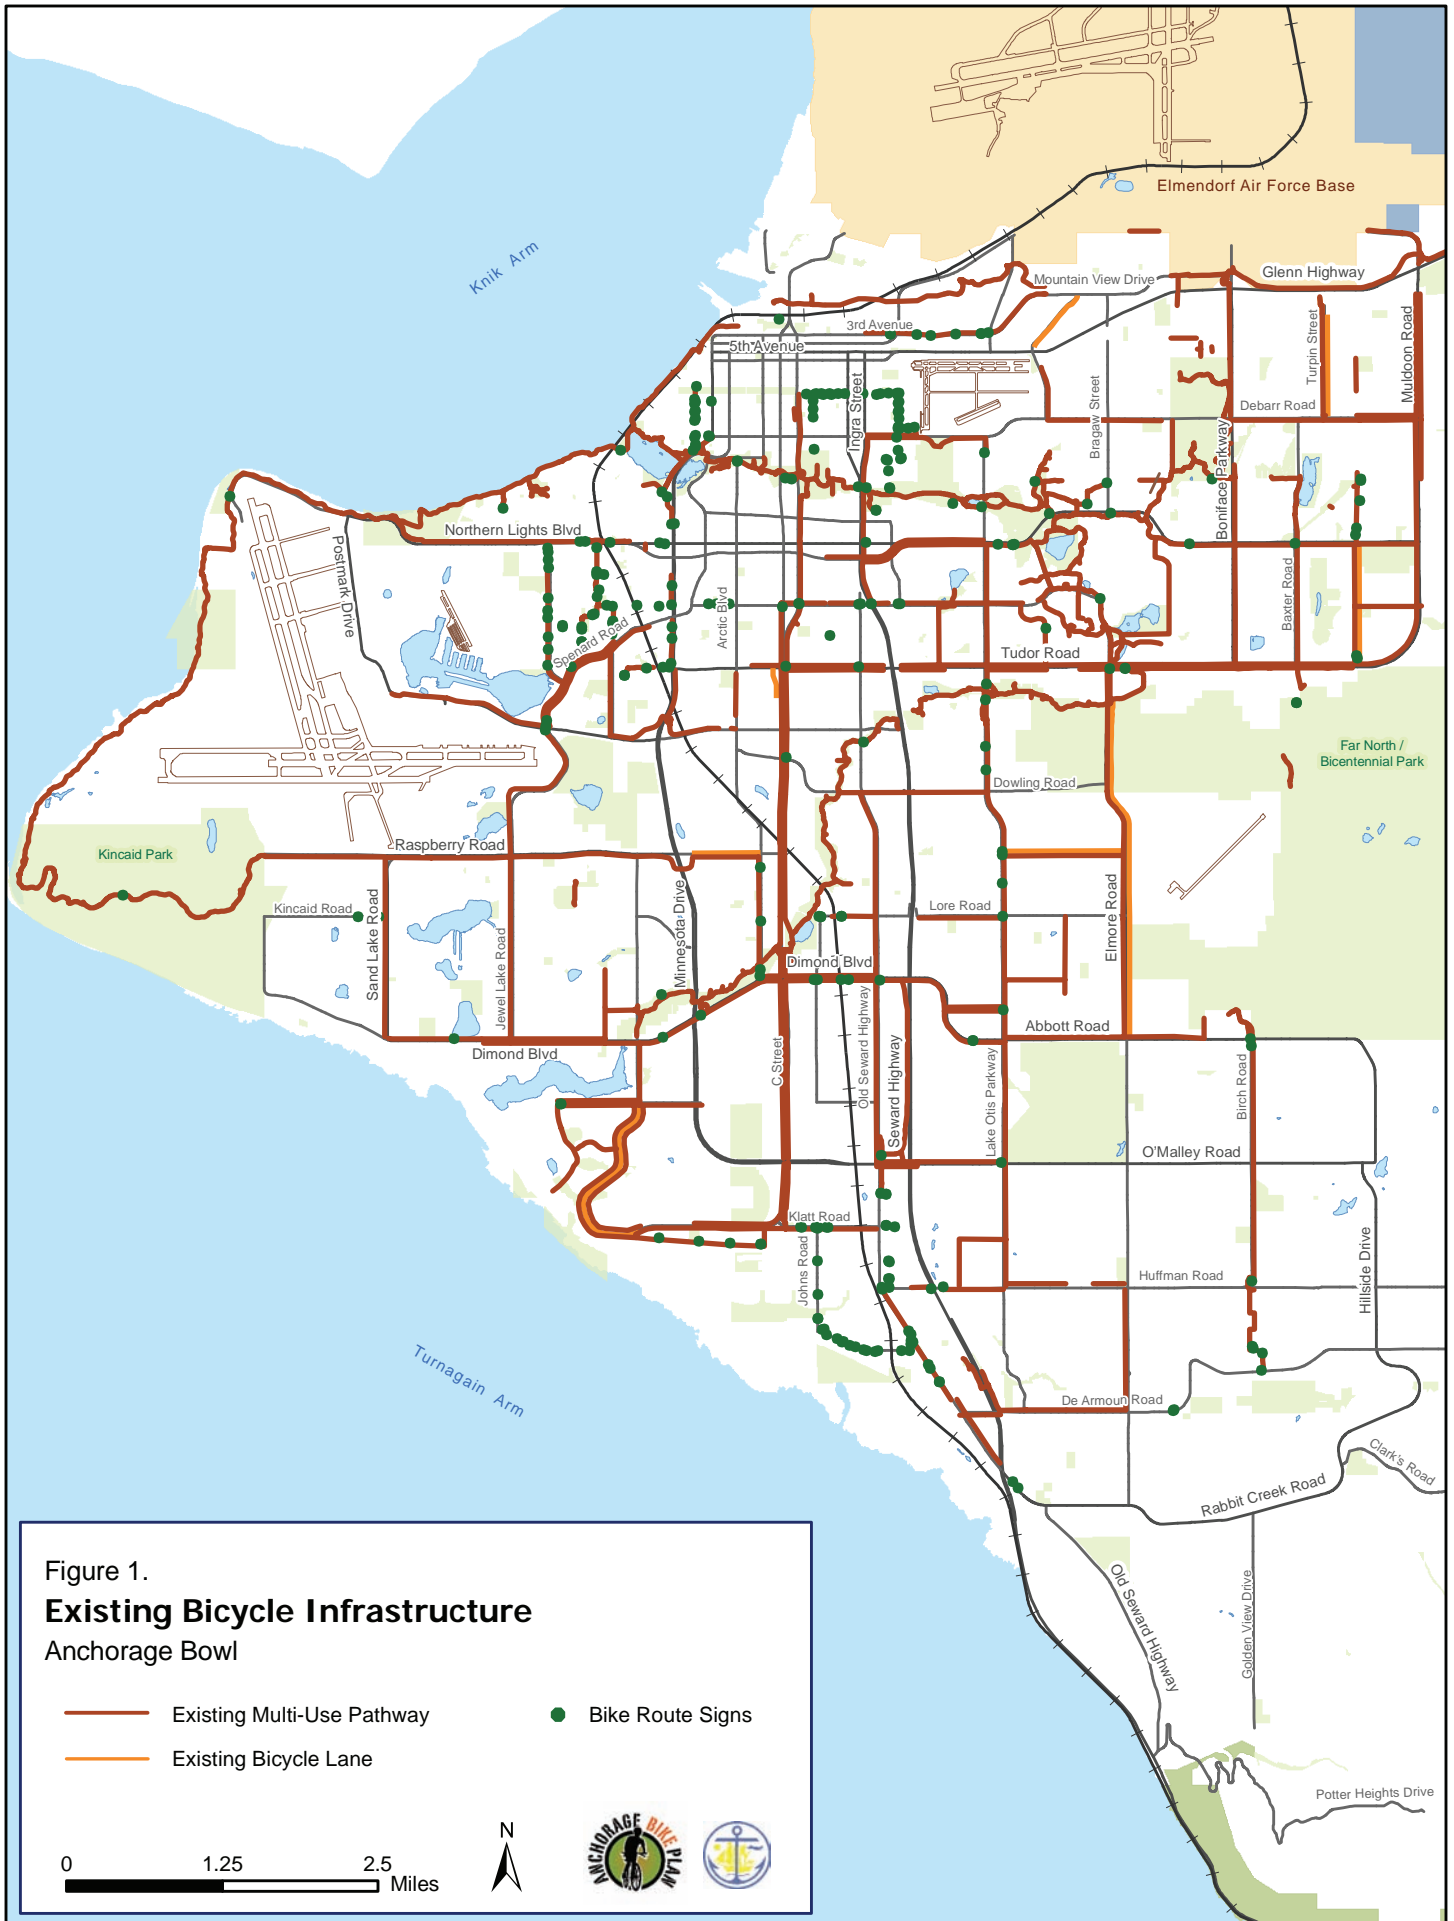 Elmendorf Air Force Base
Knik Arm
Mountain View Drive
Glenn Highway
3rd Avenue
5th Avenue
Turpin Street
Muldoon Road
Ingra Street
Bragaw Street
Debarr Road
Boniface Parkway
Northern Lights Blvd
Postmark Drive
Arctic Blvd
Baxter Road
Spenard Road
Tudor Road
Far North /
Bicentennial Park
Dowling Road
Raspberry Road
Kincaid Park
Kincaid Road
Sand Lake Road
Jewel Lake Road
Minnesota Drive
Lore Road
Elmore Road
Dimond Blvd
Old Seward Highway
Abbott Road
Dimond Blvd
C Street
Seward Highway
Lake Otis Parkway
Birch Road
O'Malley Road
Klatt Road
Johns Road
Huffman Road
Hillside Drive
Turnagain Arm
De Armoun Road
Clark's Road
Rabbit Creek Road
Old Seward Highway
Golden View Drive
Potter Heights Drive
Figure 1.
Existing Bicycle Infrastructure
Anchorage Bowl
Existing Multi-Use Pathway
Bike Route Signs
Existing Bicycle Lane
0 1.25 2.5
Miles
N
ANCHORAGE BIKE PLAN